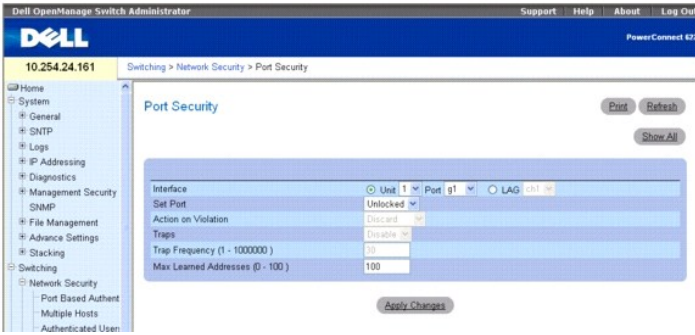 Dell OpenManage Switch Administrator
Support Help About Log Out
DELL
PowerConnect 622
10.254.24.161
Switching > Network Security > Port Security
Home
System
General
SNTP
Logs
IP Addressing
Diagnostics
Management Security
SNMP
File Management
Advance Settings
Stacking
Switching
Network Security
Port Based Authent
Multiple Hosts
Authenticated User
Port Security
Print Refresh
Show All
Interface Unit 1 Port g1 LAG ch1
Set Port Unlocked
Action on Violation Discard
Traps Disable
Trap Frequency (1 - 1000000 ) 30
Max Learned Addresses (0 - 100 ) 100
Apply Changes